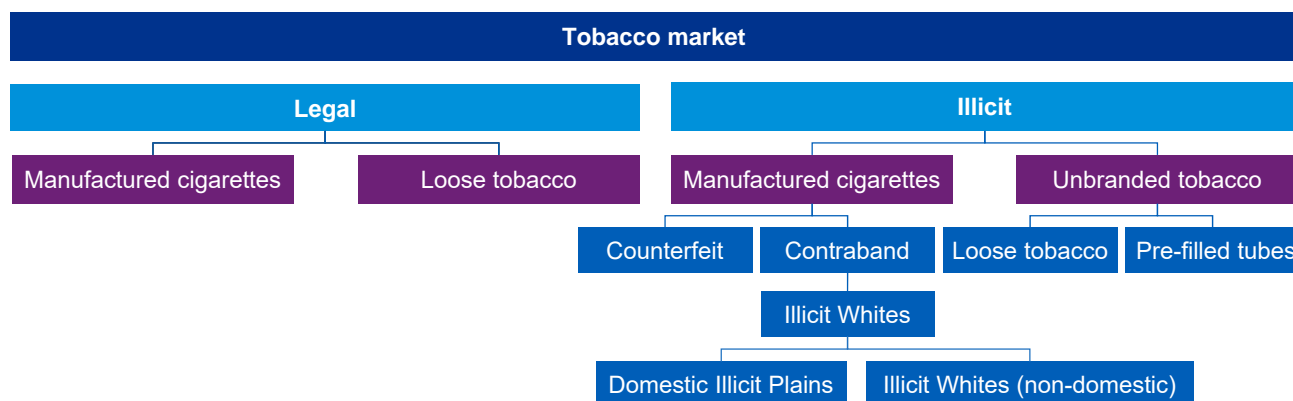 Tobacco market
Legal
Illicit
Manufactured cigarettes
Loose tobacco
Manufactured cigarettes
Unbranded tobacco
Counterfeit
Contraband
Loose tobacco
Pre-filled tubes
Illicit Whites
Domestic Illicit Plains
Illicit Whites (non-domestic)